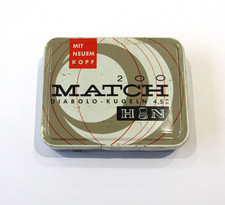 MIT
NEUEM
KOPF
200
MATCH
DIABOLO-KUGELN 4,5
H N